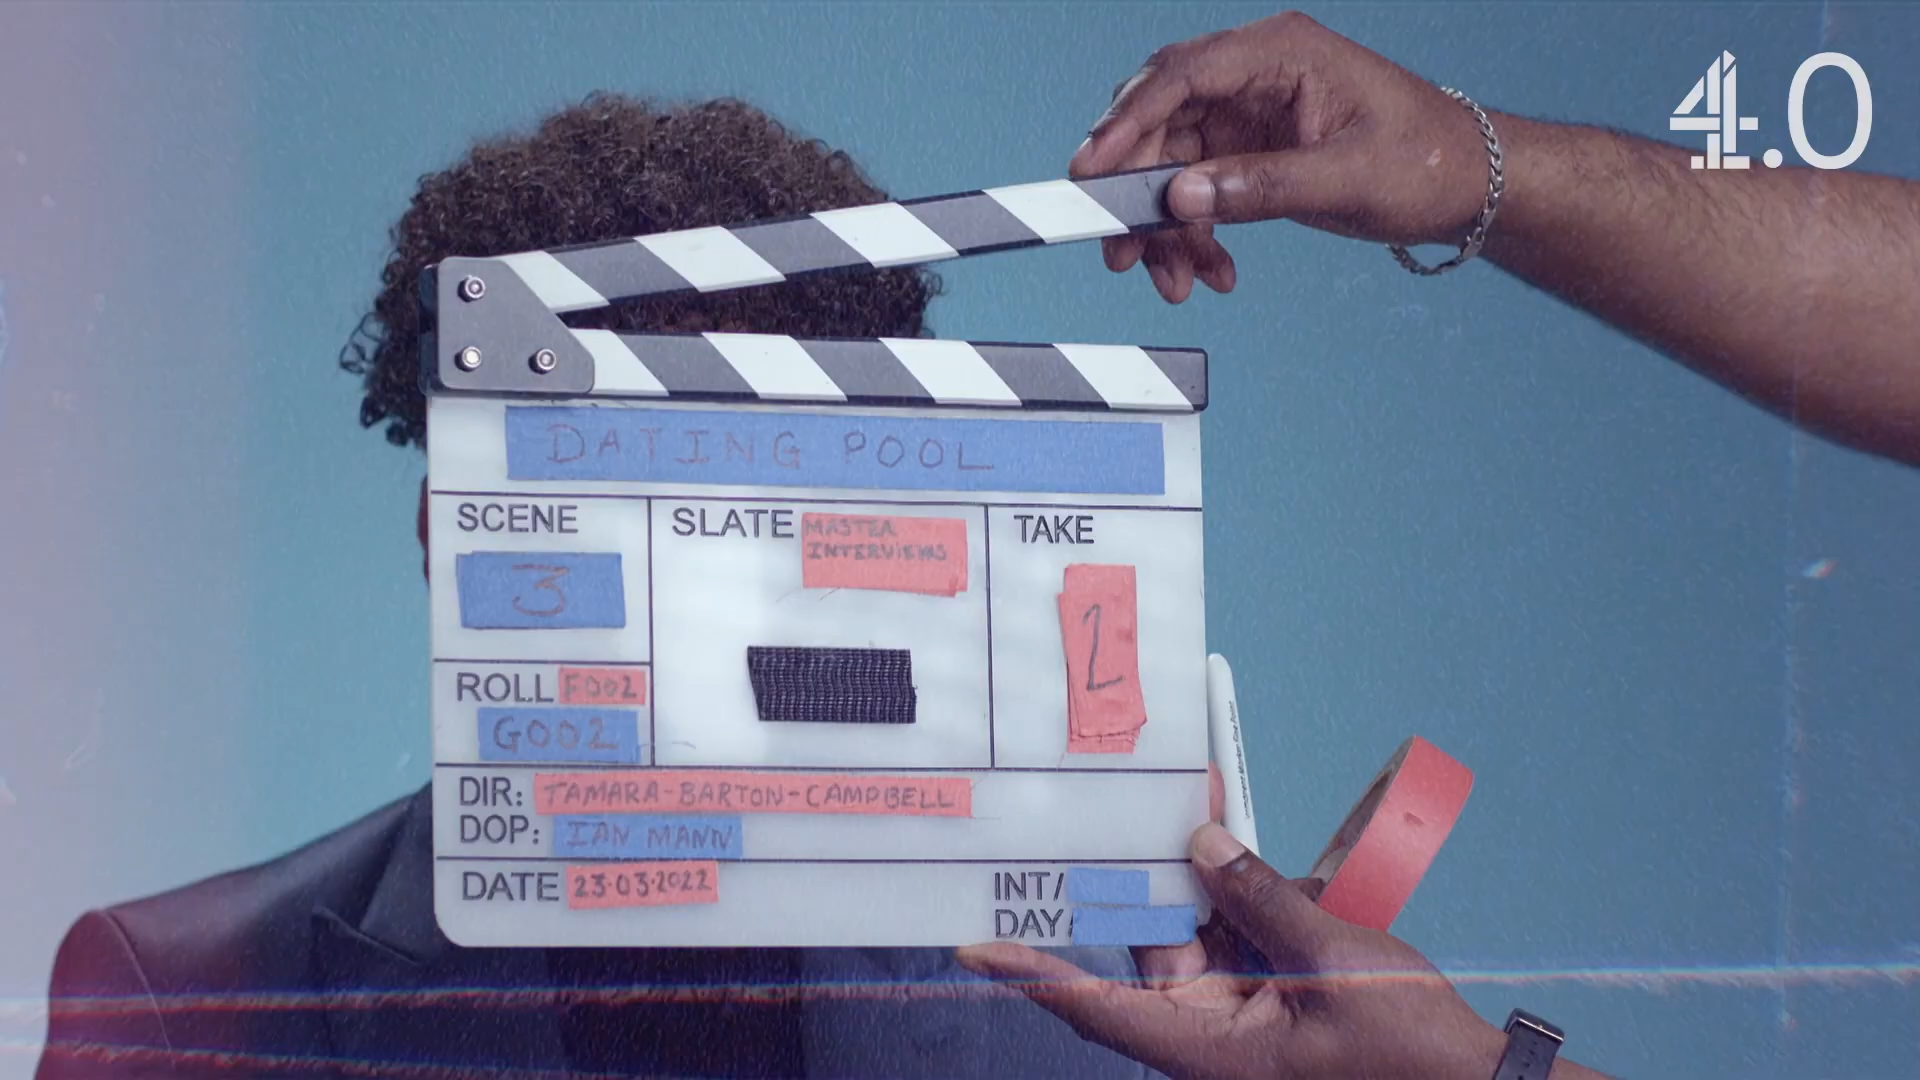 4.0
DATING POOL
SCENE
3
SLATE
MASTER
INTERVIEWS
TAKE
2
ROLL F002
G002
DIR: TAMARA-BARTON-CAMPBELL
DOP: IAN MANN
DATE 23·03·2022
INT/
DAY/